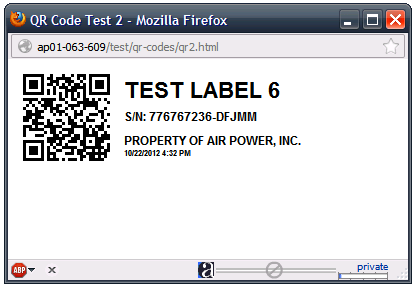 QR Code Test 2 - Mozilla Firefox
ap01-063-609/test/qr-codes/qr2.html
TEST LABEL 6
S/N: 776767236-DFJMM
PROPERTY OF AIR POWER, INC.
10/22/2012 4:32 PM
ABP
a
private